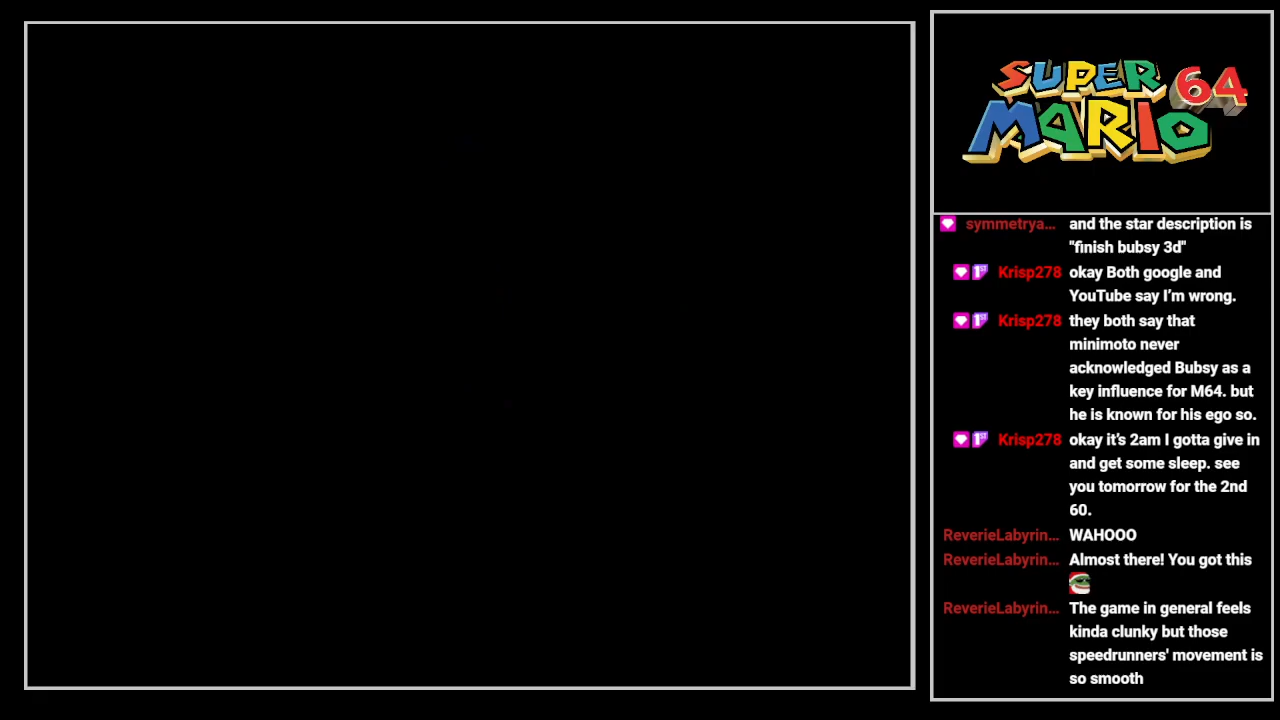 SUPER
MARIO 64
symmetrya... and the star description is
"finish bubsy 3d"
Krisp278 okay Both google and
YouTube say I'm wrong.
Krisp278 they both say that
minimoto never
acknowledged Bubsy as a
key influence for M64. but
he is known for his ego so.
Krisp278 okay it's 2am I gotta give in
and get some sleep. see
you tomorrow for the 2nd
60.
ReverieLabyrin... WAHOOO
ReverieLabyrin... Almost there! You got this
ReverieLabyrin... The game in general feels
kinda clunky but those
speedrunners' movement is
so smooth